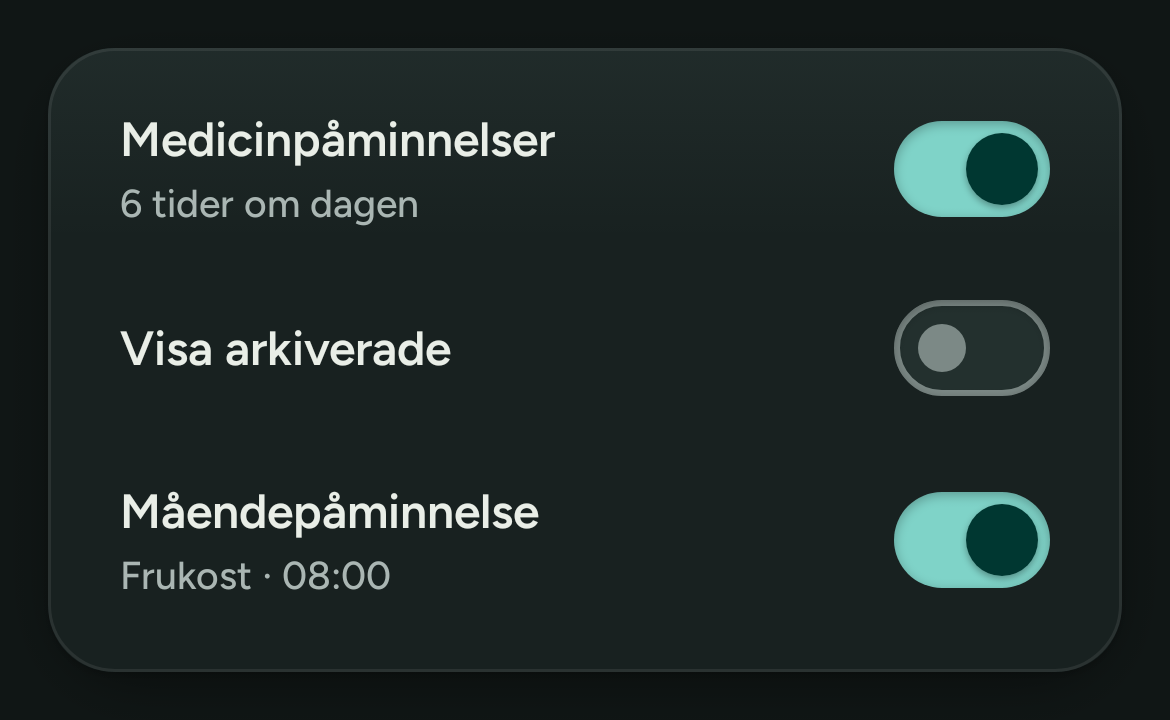 Medicinpåminnelser
6 tider om dagen
Visa arkiverade
Måendepåminnelse
Frukost · 08:00